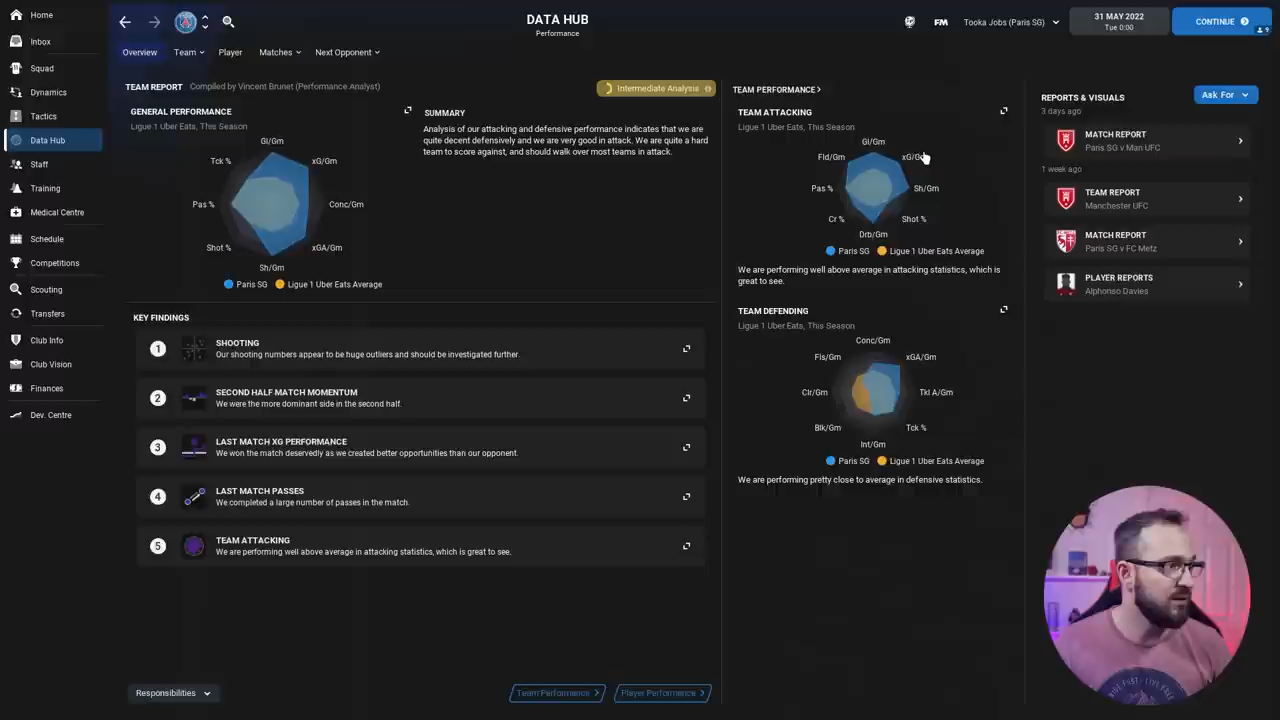 Home
Inbox
Squad
Dynamics
Tactics
Data Hub
Staff
Training
Medical Centre
Schedule
Competitions
Scouting
Transfers
Club Info
Club Vision
Finances
Dev. Centre
DATA HUB
Performance
FM
Tooka Jobs (Paris SG)
31 MAY 2022
Tue 0:00
CONTINUE
9
Overview
Team
Player
Matches
Next Opponent
TEAM REPORT Compiled by Vincent Brunet (Performance Analyst)
Intermediate Analysis
GENERAL PERFORMANCE
Ligue 1 Uber Eats, This Season
Gl/Gm
Tck %
xG/Gm
Pas %
Conc/Gm
Shot %
xGA/Gm
Sh/Gm
Paris SG
Ligue 1 Uber Eats Average
SUMMARY
Analysis of our attacking and defensive performance indicates that we are
quite decent defensively and we are very good in attack. We are quite a hard
team to score against, and should walk over most teams in attack.
KEY FINDINGS
1
SHOOTING
Our shooting numbers appear to be huge outliers and should be investigated further.
2
SECOND HALF MATCH MOMENTUM
We were the more dominant side in the second half.
3
LAST MATCH XG PERFORMANCE
We won the match deservedly as we created better opportunities than our opponent.
4
LAST MATCH PASSES
We completed a large number of passes in the match.
5
TEAM ATTACKING
We are performing well above average in attacking statistics, which is great to see.
Responsibilities
Team Performance
Player Performance
TEAM PERFORMANCE
TEAM ATTACKING
Ligue 1 Uber Eats, This Season
Gl/Gm
Fld/Gm
Pas %
Sh/Gm
Cr %
Shot %
Drb/Gm
Paris SG
Ligue 1 Uber Eats Average
We are performing well above average in attacking statistics, which is
great to see.
TEAM DEFENDING
Ligue 1 Uber Eats, This Season
Conc/Gm
Fls/Gm
xGA/Gm
Clr/Gm
Tkl A/Gm
Blk/Gm
Tck %
Int/Gm
Paris SG
Ligue 1 Uber Eats Average
We are performing pretty close to average in defensive statistics.
REPORTS & VISUALS
Ask For
3 days ago
MATCH REPORT
Paris SG v Man UFC
1 week ago
TEAM REPORT
Manchester UFC
MATCH REPORT
Paris SG v FC Metz
PLAYER REPORTS
Alphonso Davies